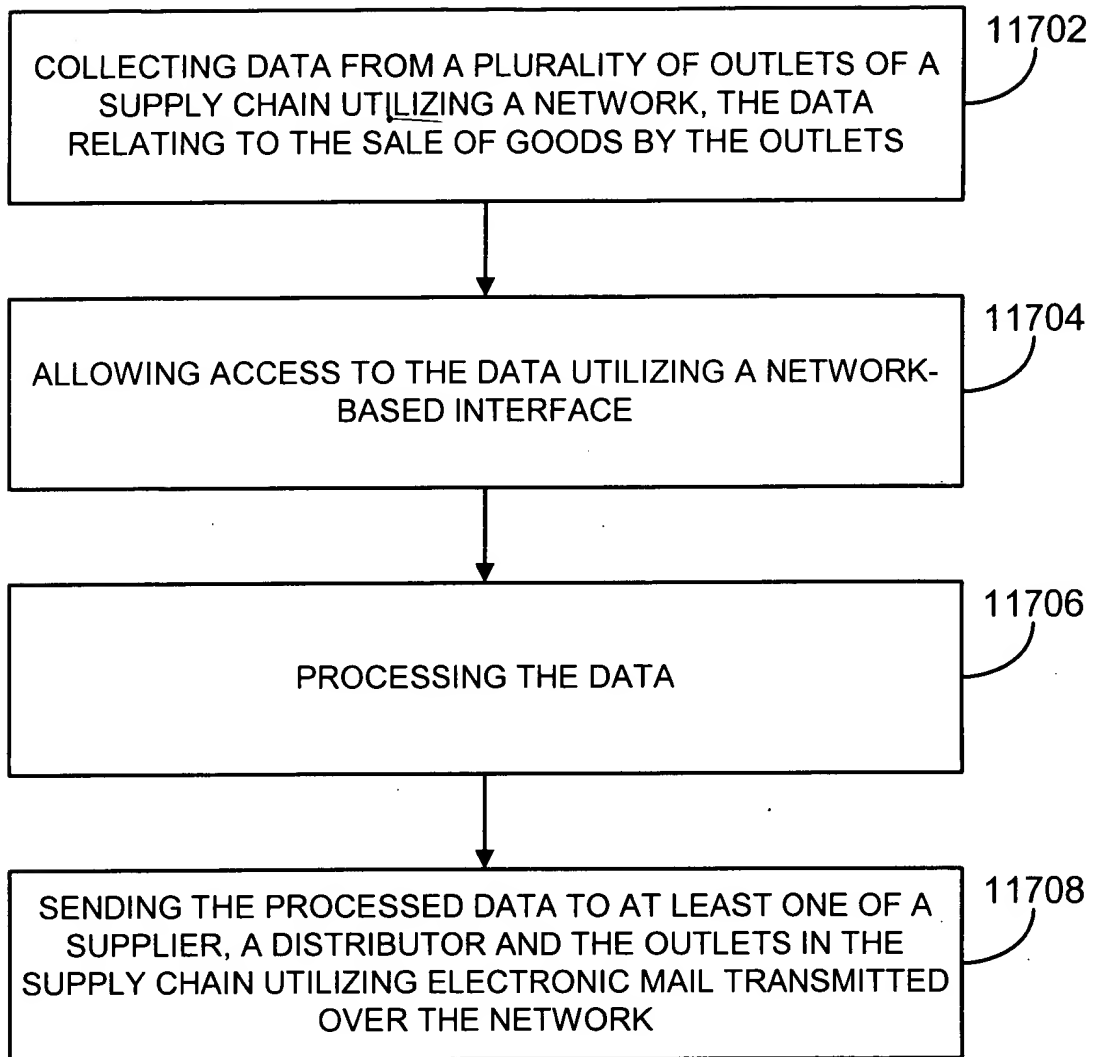 11702
COLLECTING DATA FROM A PLURALITY OF OUTLETS OF A
SUPPLY CHAIN UTILIZING A NETWORK, THE DATA
RELATING TO THE SALE OF GOODS BY THE OUTLETS
11704
ALLOWING ACCESS TO THE DATA UTILIZING A NETWORK-
BASED INTERFACE
11706
PROCESSING THE DATA
11708
SENDING THE PROCESSED DATA TO AT LEAST ONE OF A
SUPPLIER, A DISTRIBUTOR AND THE OUTLETS IN THE
SUPPLY CHAIN UTILIZING ELECTRONIC MAIL TRANSMITTED
OVER THE NETWORK